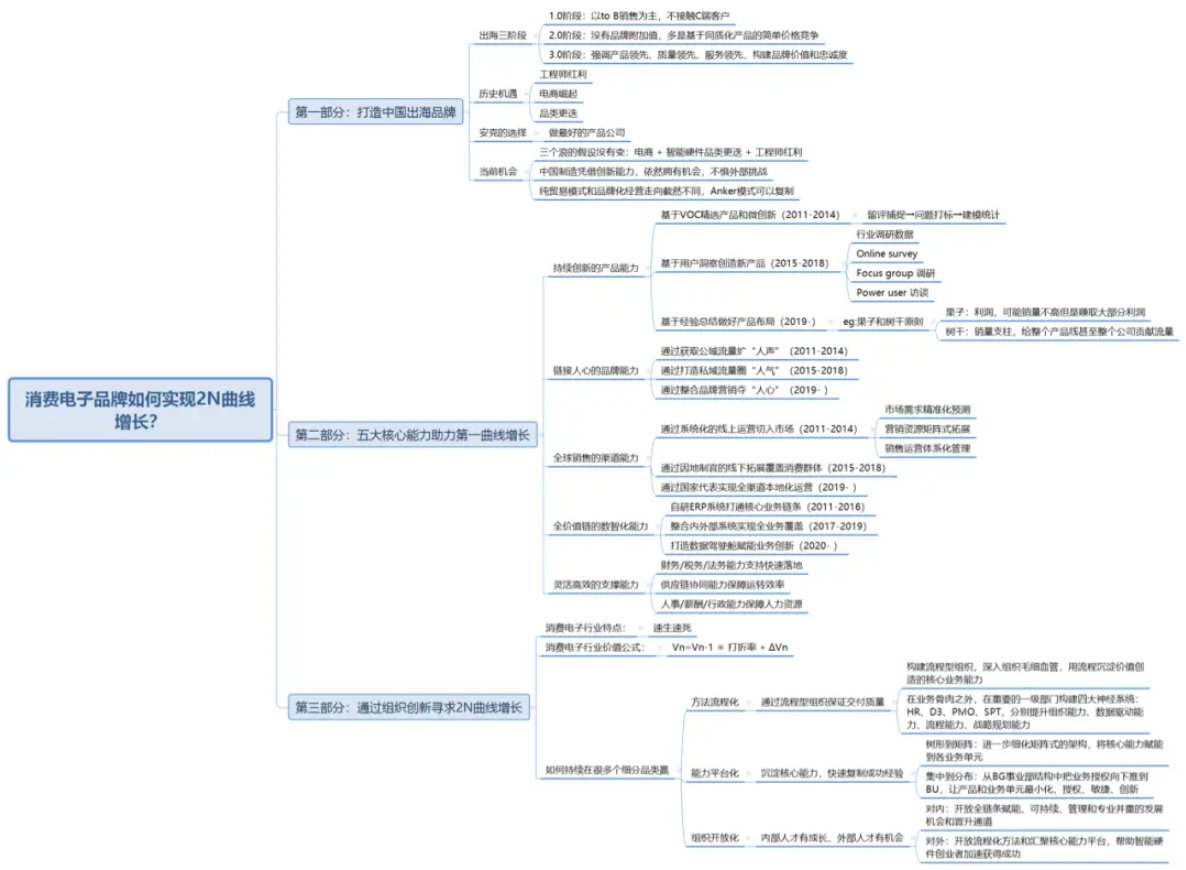 消费电子品牌如何实现2N曲线
增长？
第一部分：打造中国出海品牌
出海三阶段
1.0阶段：以to B销售为主，不接触C端客户
2.0阶段：没有品牌附加值，多是基于同质化产品的简单价格竞争
3.0阶段：强调产品领先、质量领先、服务领先、构建品牌价值和忠诚度
历史机遇
工程师红利
电商崛起
品类更迭
安克的选择
做最好的产品公司
当前机会
三个浪的假设没有变：电商 + 智能硬件品类更迭 + 工程师红利
中国制造凭借创新能力，依然拥有机会，不惧外部挑战
纯贸易模式和品牌化经营走向截然不同，Anker模式可以复制
第二部分：五大核心能力助力第一曲线增长
持续创新的产品能力
基于VOC精选产品和微创新（2011-2014）
留评捕捉→问题打标→建模统计
基于用户洞察创造新产品（2015-2018）
行业调研数据
Online survey
Focus group 调研
Power user 访谈
基于经验总结做好产品布局（2019-）
eg:果子和树干原则
果子：利润，可能销量不高但是赚取大部分利润
树干：销量支柱，给整个产品线甚至整个公司贡献流量
链接人心的品牌能力
通过获取公域流量扩“人声”（2011-2014）
通过打造私域流量圈“人气”（2015-2018）
通过整合品牌营销夺“人心”（2019- ）
全球销售的渠道能力
通过系统化的线上运营切入市场（2011-2014）
市场需求精准化预测
营销资源矩阵式拓展
销售运营体系化管理
通过因地制宜的线下拓展覆盖消费群体（2015-2018）
通过国家代表实现全渠道本地化运营（2019- ）
全价值链的数智化能力
自研ERP系统打通核心业务链条（2011-2016）
整合内外部系统实现全业务覆盖（2017-2019）
打造数据驾驶舱赋能业务创新（2020- ）
灵活高效的支撑能力
财务/税务/法务能力支持快速落地
供应链协同能力保障运转效率
人事/薪酬/行政能力保障人力资源
第三部分：通过组织创新寻求2N曲线增长
消费电子行业特点：
速生速死
消费电子行业价值公式：
Vn=Vn-1 * 打折率 + ΔVn
如何持续在很多个细分品类赢
方法流程化
通过流程型组织保证交付质量
构建流程型组织，深入组织毛细血管，用流程沉淀价值创
造的核心业务能力
在业务骨肉之外，在重要的一级部门构建四大神经系统：
HR、D3、PMO、SPT，分别提升组织能力、数据驱动能
力、流程能力、战略规划能力
能力平台化
沉淀核心能力，快速复制成功经验
树形到矩阵：进一步细化矩阵式的架构，将核心能力赋能
到各业务单元
集中到分布：从BG事业部结构中把业务授权向下推到
BU，让产品和业务单元最小化，授权、敏捷、创新
组织开放化
内部人才有成长、外部人才有机会
对内：开放全链条赋能、可持续、管理和专业并重的发展
机会和晋升通道
对外：开放流程化方法和汇聚核心能力平台，帮助智能硬
件创业者加速获得成功